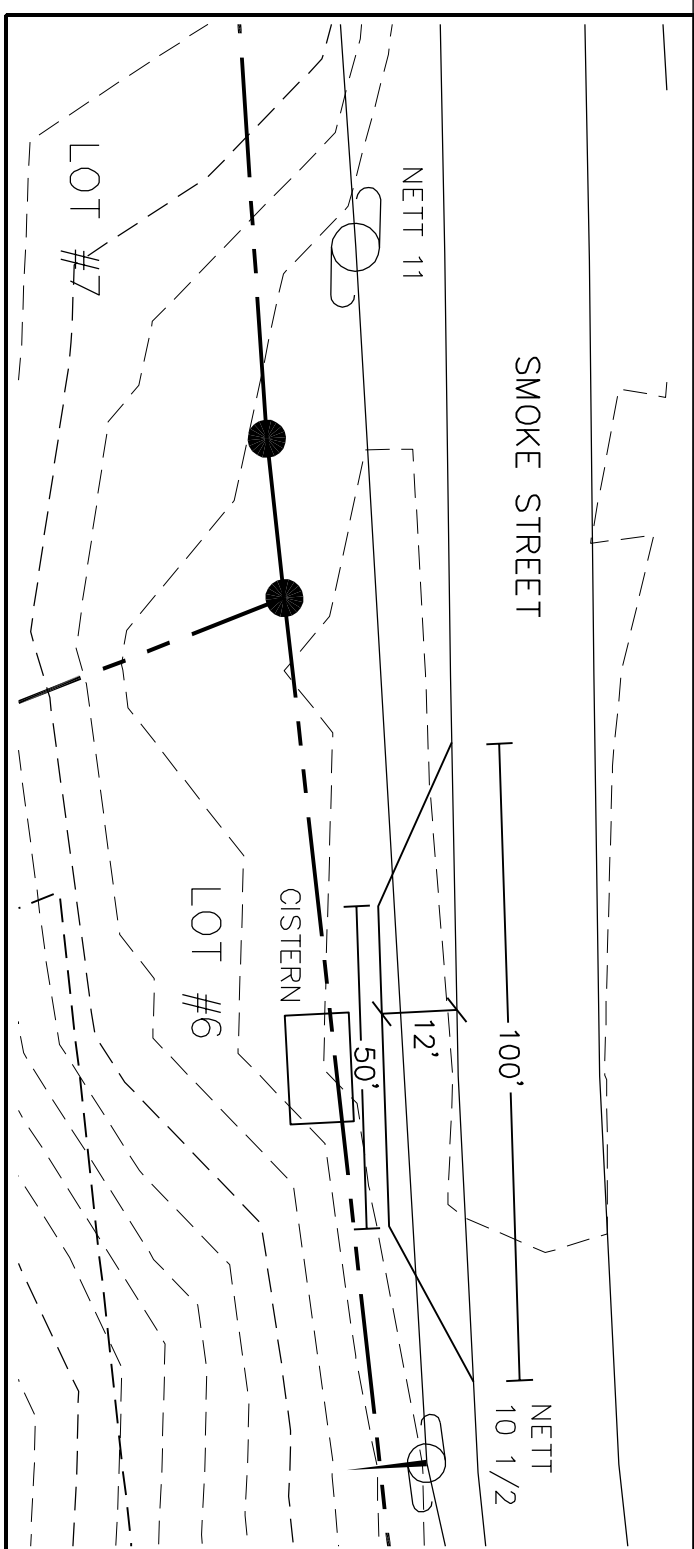 LOT #7
NETT 11
SMOKE STREET
LOT #6
CISTERN
50'
12'
100'
NETT
10 1/2